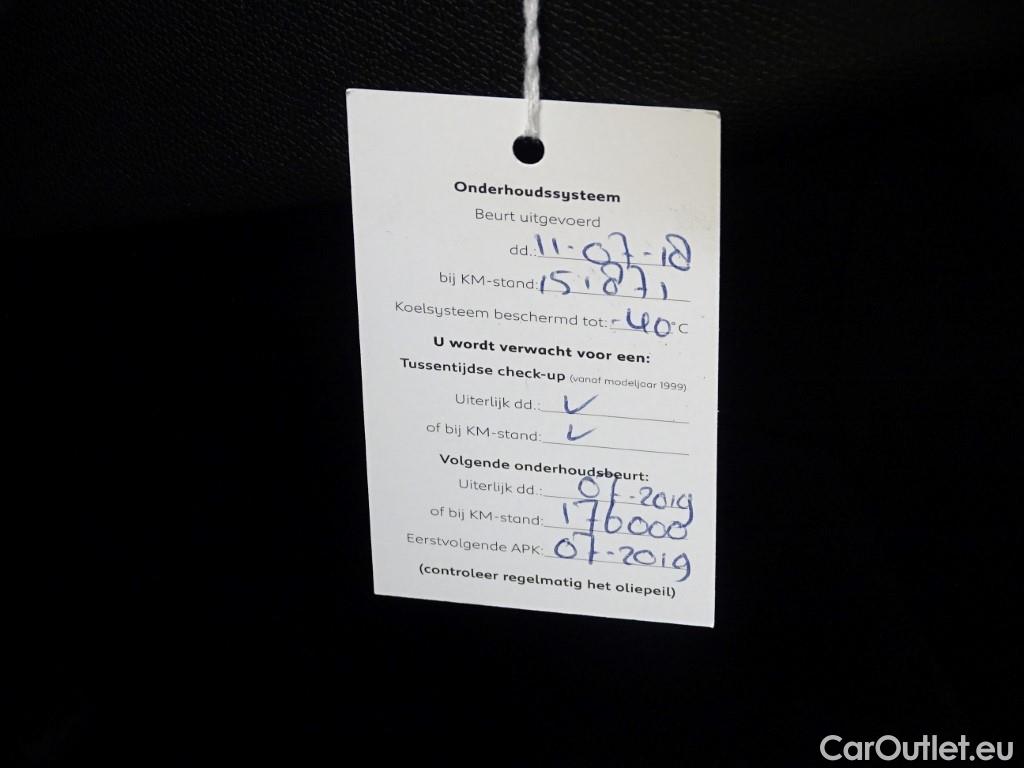 Onderhoudssysteem
Beurt uitgevoerd
dd.: 11-07-18
bij KM-stand: 151871
Koelsysteem beschermd tot: -40°C
U wordt verwacht voor een:
Tussentijdse check-up (vanaf modeljaar 1999)
Uiterlijk dd.: ✓
of bij KM-stand: ✓
Volgende onderhoudsbeurt:
Uiterlijk dd.: 07-2019
of bij KM-stand: 176000
Eerstvolgende APK: 07-2019
(controleer regelmatig het oliepeil)
CarOutlet.eu